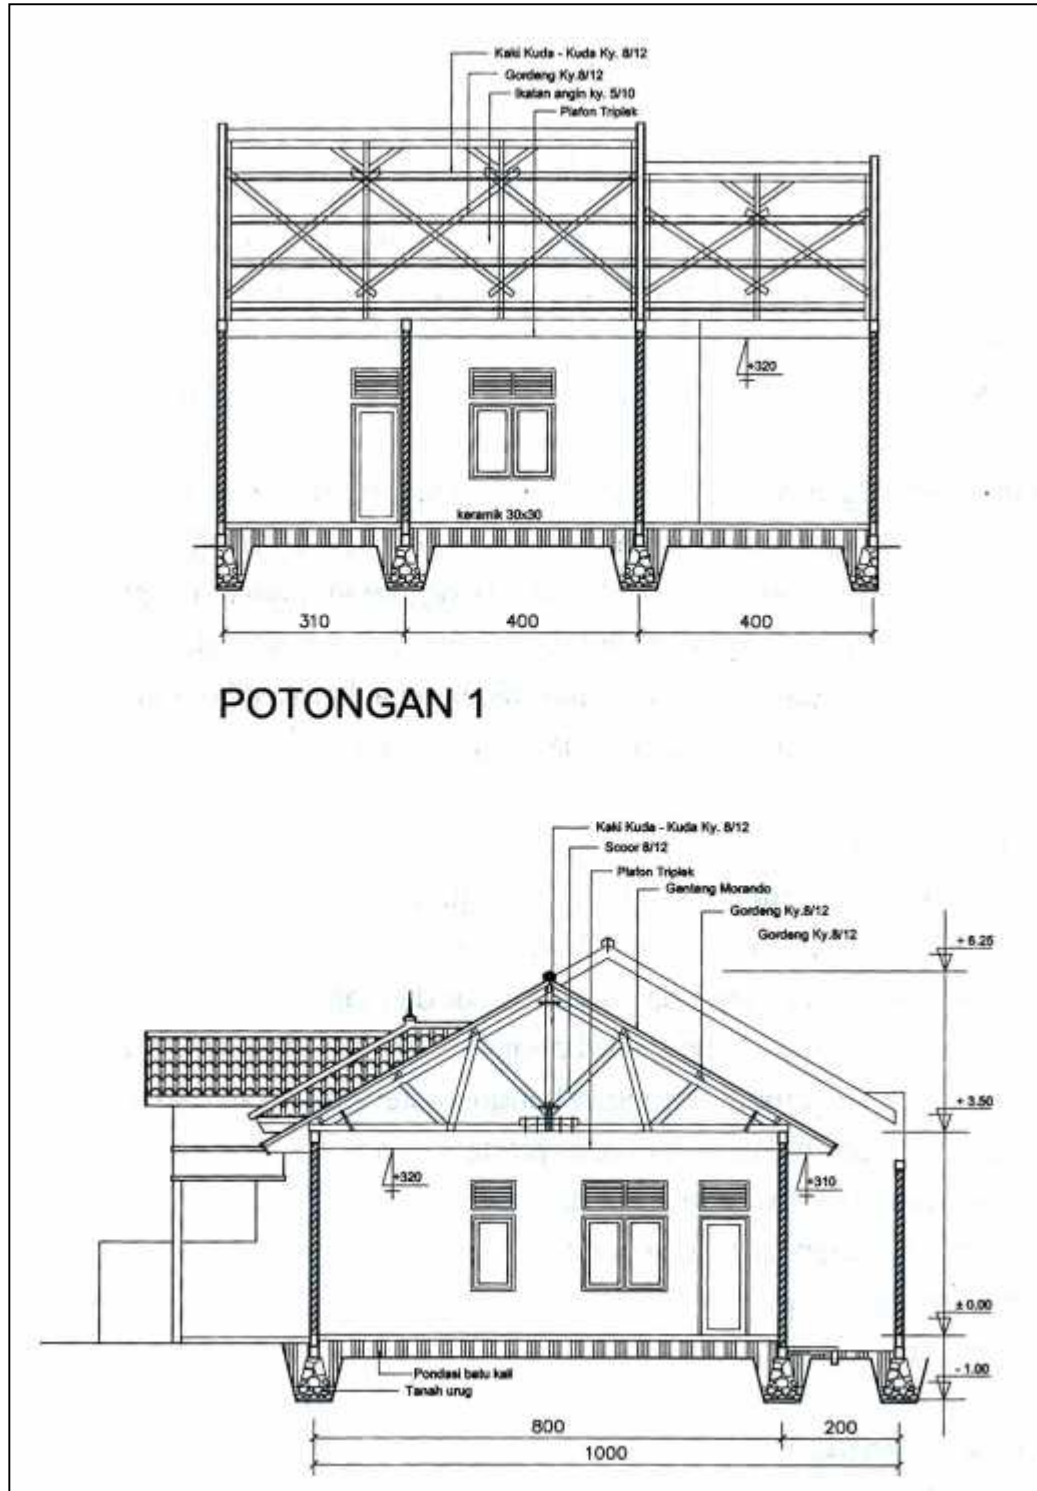 Kaki Kuda - Kuda Ky. 8/12
Gordeng Ky.8/12
Ikatan angin ky. 5/10
Plafon Triplek
+320
keramik 30x30
310
400
400
POTONGAN 1
Kaki Kuda - Kuda Ky. 8/12
Scoor 8/12
Plafon Triplek
Genteng Morando
Gordeng Ky.8/12
Gordeng Ky.8/12
+ 6.25
+ 3.50
+320
+310
± 0,00
- 1.00
Pondasi batu kali
Tanah urug
800
200
1000